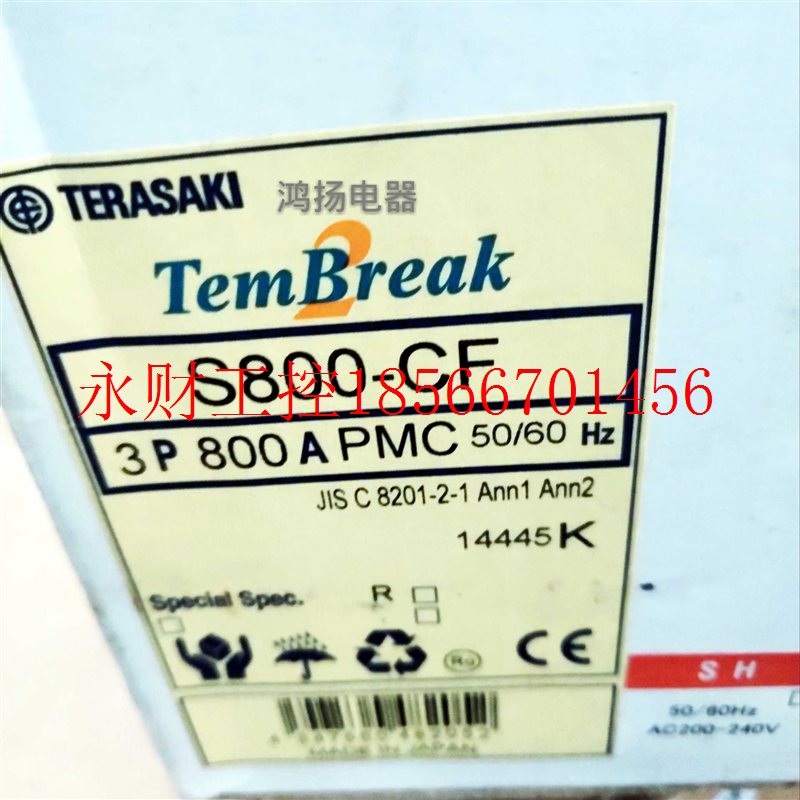 TERASAKI
鸿扬电器
TemBreak 2
S800-CF
永财工控18566701456
3P 800 A PMC 50/60 Hz
JIS C 8201-2-1 Ann1 Ann2
14445K
Special Spec. R
CE
S H
50/60Hz
AC200-240V
MADE IN JAPAN